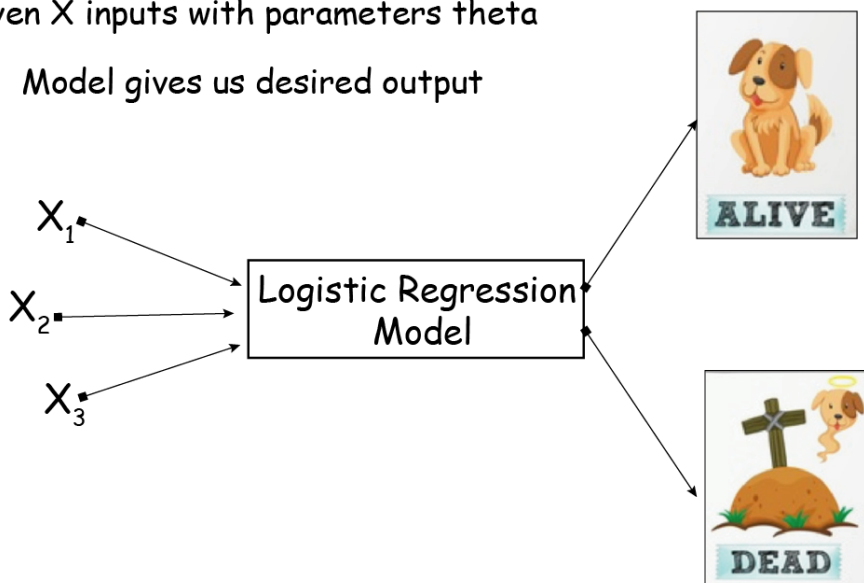 ven X inputs with parameters theta
Model gives us desired output
X1
X2
X3
Logistic Regression
Model
ALIVE
DEAD